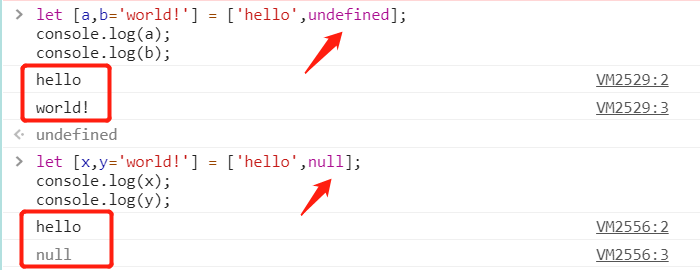 > let [a,b='world!'] = ['hello',undefined];
console.log(a);
console.log(b);
hello VM2529:2
world! VM2529:3
undefined
> let [x,y='world!'] = ['hello',null];
console.log(x);
console.log(y);
hello VM2556:2
null VM2556:3